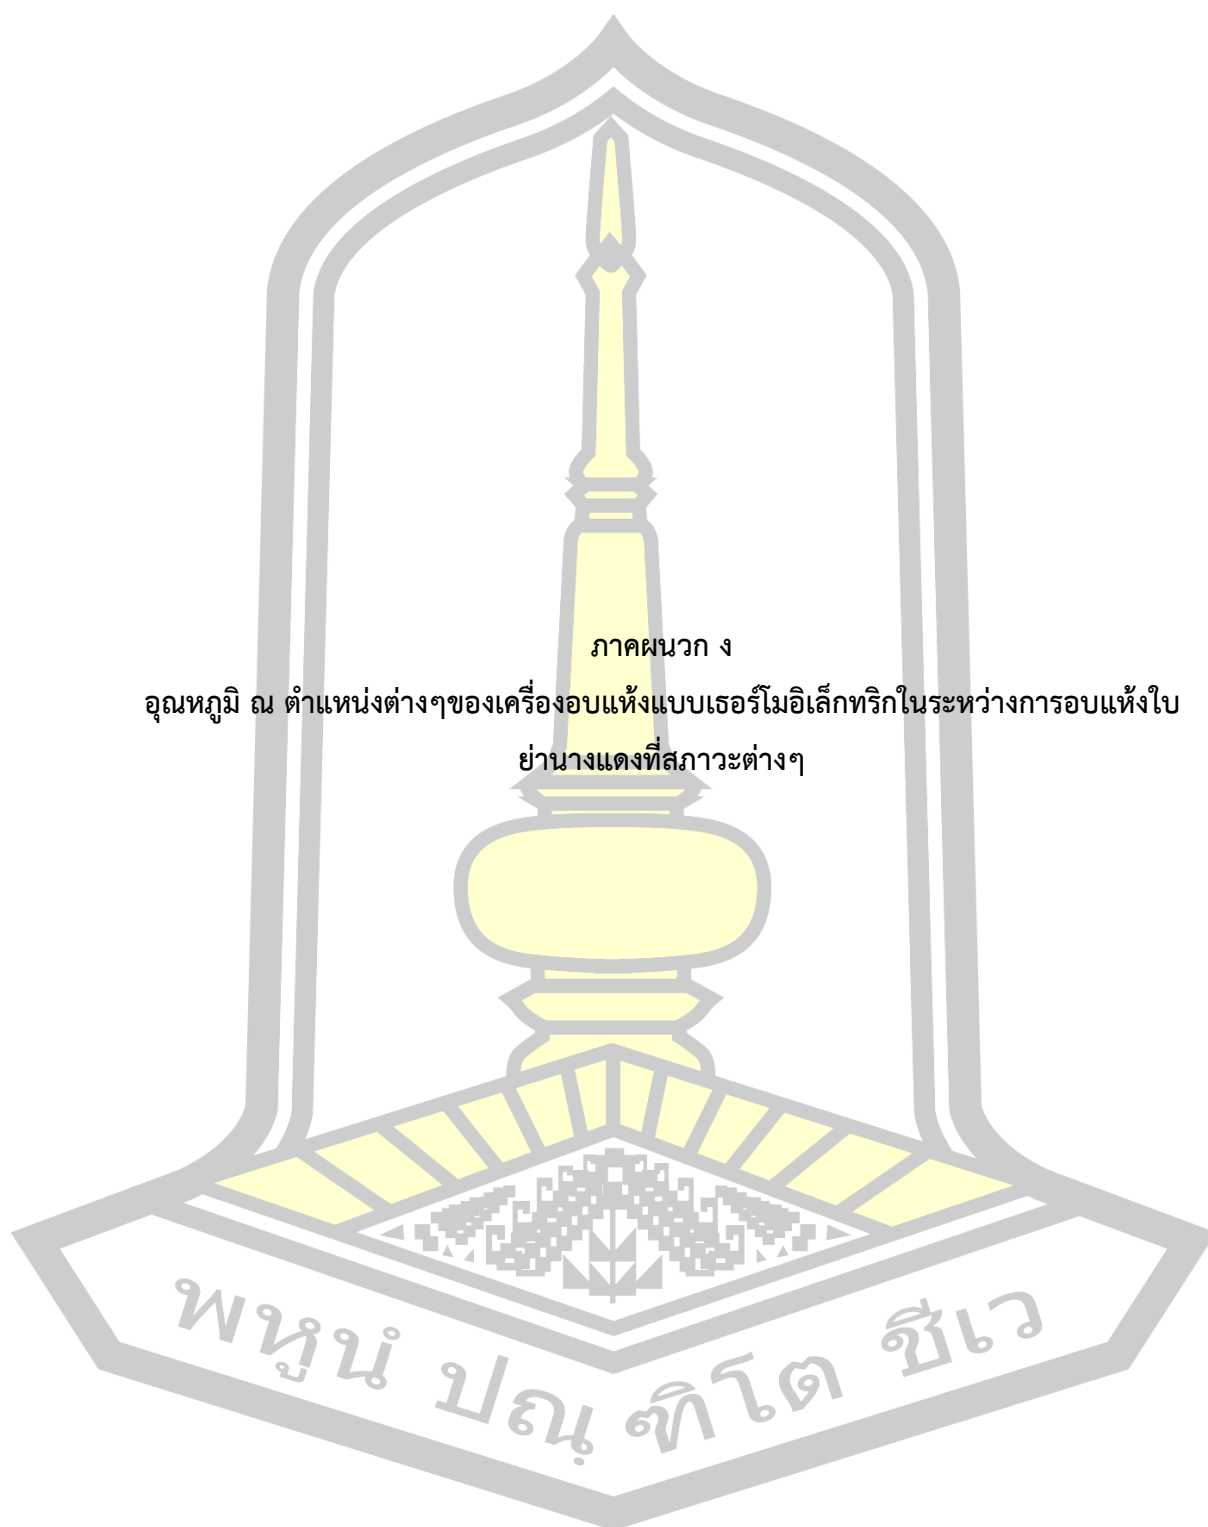 ภาคผนวก ง
อุณหภูมิ ณ ตำแหน่งต่างๆของเครื่องอบแห้งแบบเธอร์โมอิเล็กทริกในระหว่างการอบแห้งใบ
ย่านางแดงที่สภาวะต่างๆ
พหูนํ ปณฺฑิโต ชีเว